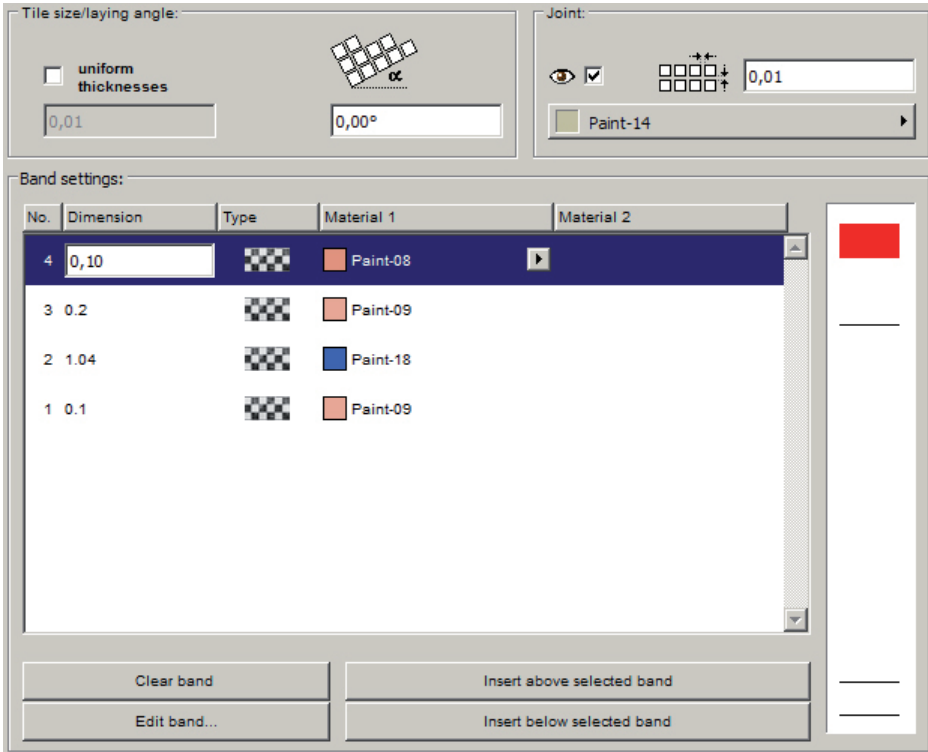 Tile size/laying angle:
Joint:
uniform
thicknesses
α
0,01
0,01
0,00°
Paint-14
Band settings:
No. Dimension Type Material 1 Material 2
4 0,10 Paint-08
3 0.2 Paint-09
2 1.04 Paint-18
1 0.1 Paint-09
Clear band Insert above selected band
Edit band... Insert below selected band